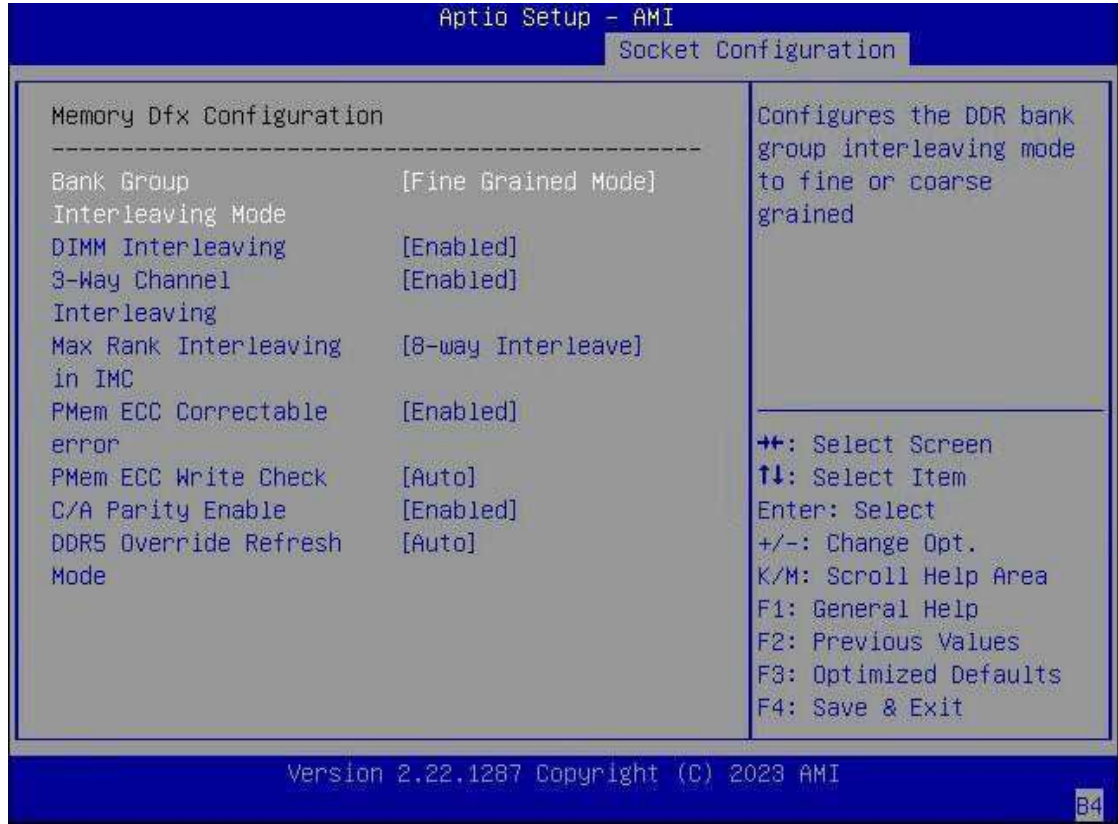 Aptio Setup – AMI
Socket Configuration
Memory Dfx Configuration
Bank Group [Fine Grained Mode]
Interleaving Mode
DIMM Interleaving [Enabled]
3-Way Channel [Enabled]
Interleaving
Max Rank Interleaving [8-way Interleave]
in IMC
PMem ECC Correctable [Enabled]
error
PMem ECC Write Check [Auto]
C/A Parity Enable [Enabled]
DDR5 Override Refresh [Auto]
Mode
Configures the DDR bank
group interleaving mode
to fine or coarse
grained
→←: Select Screen
↑↓: Select Item
Enter: Select
+/-: Change Opt.
K/M: Scroll Help Area
F1: General Help
F2: Previous Values
F3: Optimized Defaults
F4: Save & Exit
Version 2.22.1287 Copyright (C) 2023 AMI
B4